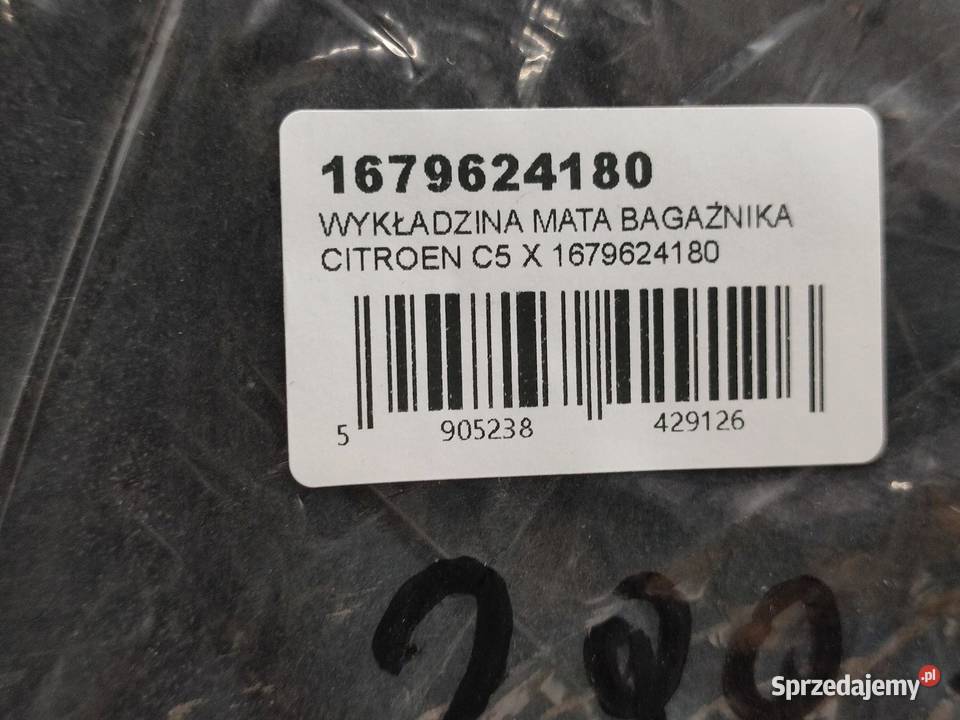 1679624180
WYKŁADZINA MATA BAGAŻNIKA
CITROEN C5 X 1679624180
5 905238 429126
Sprzedajemy.pl